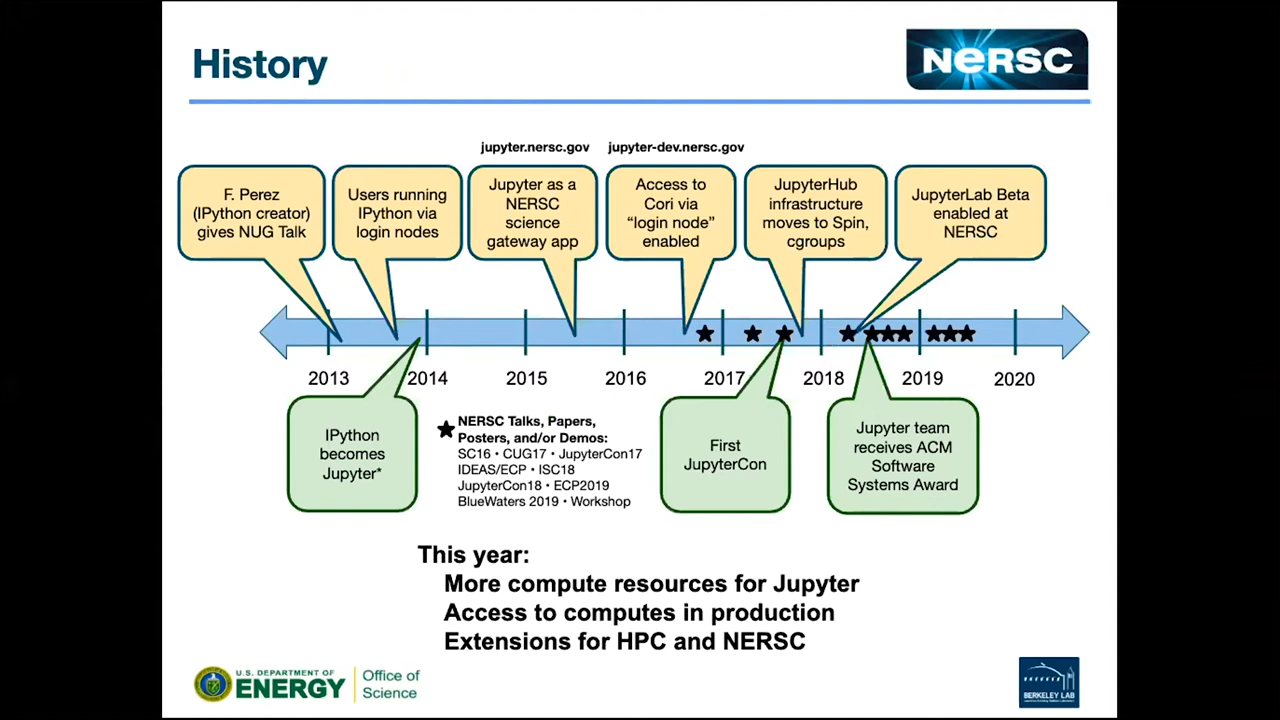 History
NERSC
jupyter.nersc.gov
jupyter-dev.nersc.gov
F. Perez
(IPython creator)
gives NUG Talk
Users running
IPython via
login nodes
Jupyter as a
NERSC
science
gateway app
Access to
Cori via
“login node”
enabled
JupyterHub
infrastructure
moves to Spin,
cgroups
JupyterLab Beta
enabled at
NERSC
2013
2014
2015
2016
2017
2018
2019
2020
IPython
becomes
Jupyter*
NERSC Talks, Papers,
Posters, and/or Demos:
SC16 • CUG17 • JupyterCon17
IDEAS/ECP • ISC18
JupyterCon18 • ECP2019
BlueWaters 2019 • Workshop
First
JupyterCon
Jupyter team
receives ACM
Software
Systems Award
This year:
More compute resources for Jupyter
Access to computes in production
Extensions for HPC and NERSC
U.S. DEPARTMENT OF
ENERGY
Office of
Science
BERKELEY LAB